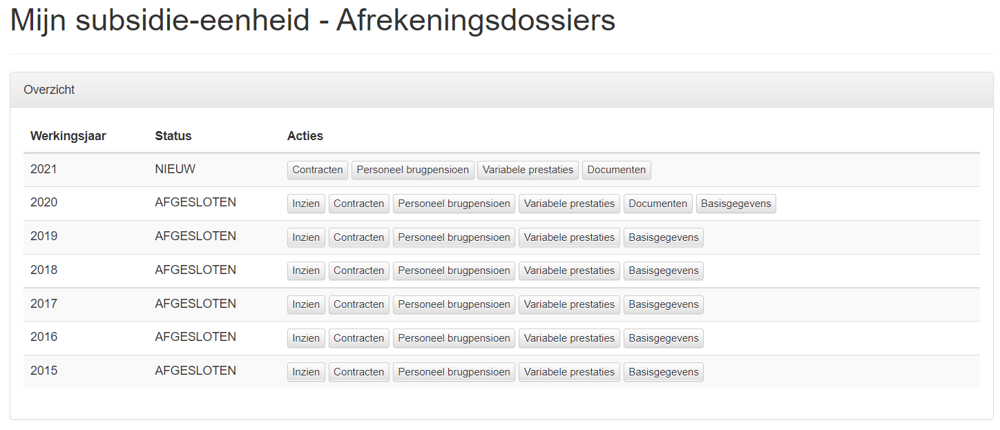 Mijn subsidie-eenheid - Afrekeningsdossiers
Overzicht
Werkingsjaar Status Acties
2021 NIEUW Contracten Personeel brugpensioen Variabele prestaties Documenten
2020 AFGESLOTEN Inzien Contracten Personeel brugpensioen Variabele prestaties Documenten Basisgegevens
2019 AFGESLOTEN Inzien Contracten Personeel brugpensioen Variabele prestaties Basisgegevens
2018 AFGESLOTEN Inzien Contracten Personeel brugpensioen Variabele prestaties Basisgegevens
2017 AFGESLOTEN Inzien Contracten Personeel brugpensioen Variabele prestaties Basisgegevens
2016 AFGESLOTEN Inzien Contracten Personeel brugpensioen Variabele prestaties Basisgegevens
2015 AFGESLOTEN Inzien Contracten Personeel brugpensioen Variabele prestaties Basisgegevens